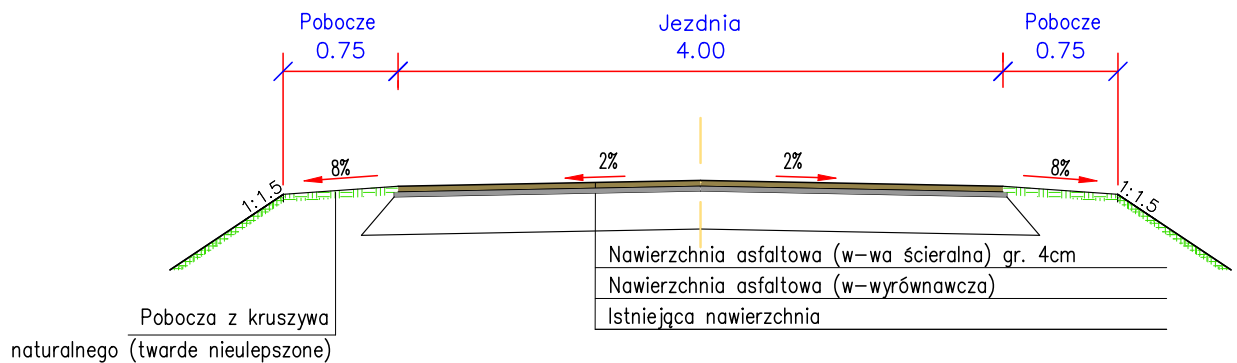 Pobocze
Jezdnia
Pobocze
0.75
4.00
0.75
8%
2%
2%
8%
1:1.5
1:1.5
Nawierzchnia asfaltowa (w-wa ścieralna) gr. 4cm
Nawierzchnia asfaltowa (w-wyrównawcza)
Istniejąca nawierzchnia
Pobocza z kruszywa
naturalnego (twarde nieulepszone)